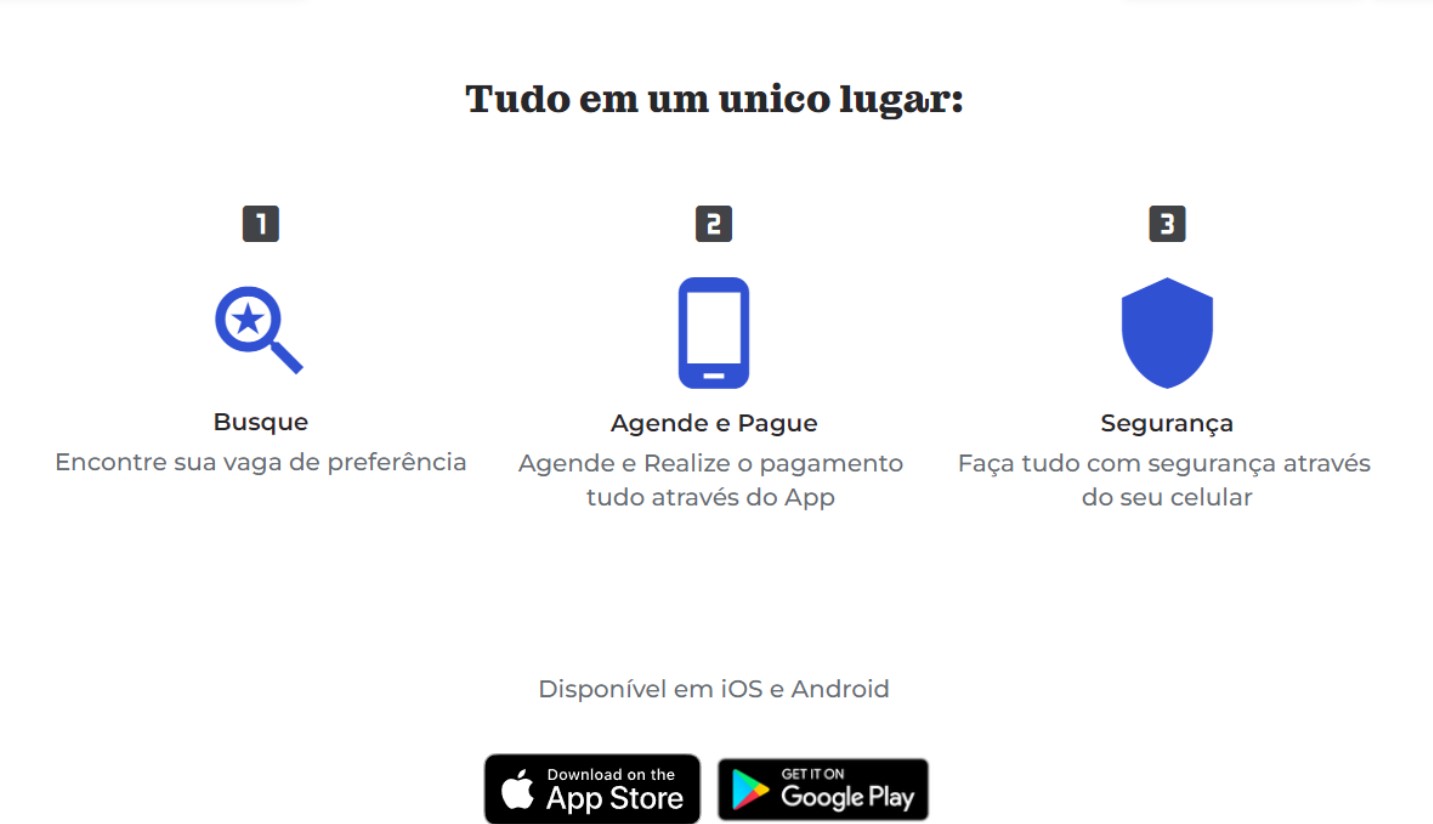 Tudo em um unico lugar:
1
2
3
Busque
Encontre sua vaga de preferência
Agende e Pague
Agende e Realize o pagamento
tudo através do App
Segurança
Faça tudo com segurança através
do seu celular
Disponível em iOS e Android
Download on the
App Store
GET IT ON
Google Play